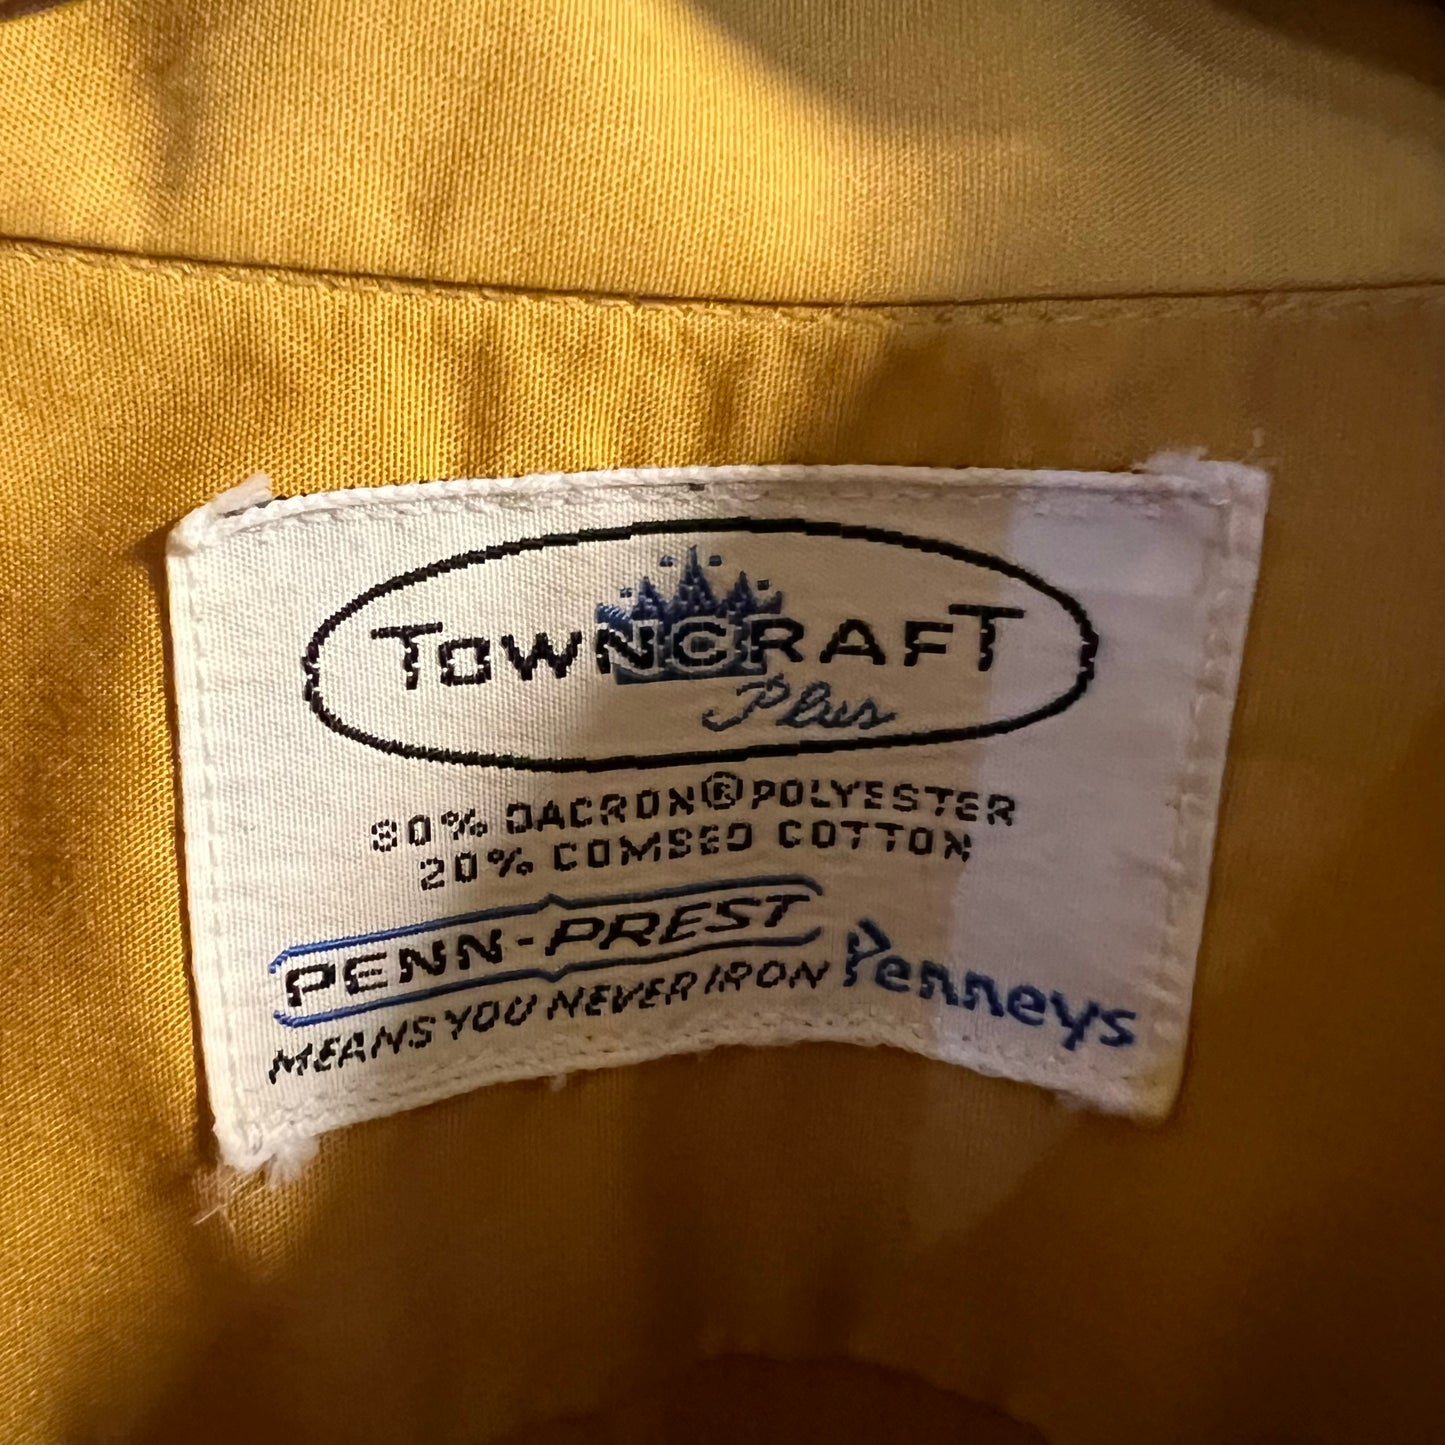 TOWNCRAFT
Plus
80% DACRON® POLYESTER
20% COMBED COTTON
PENN-PREST
MEANS YOU NEVER IRON
Penneys